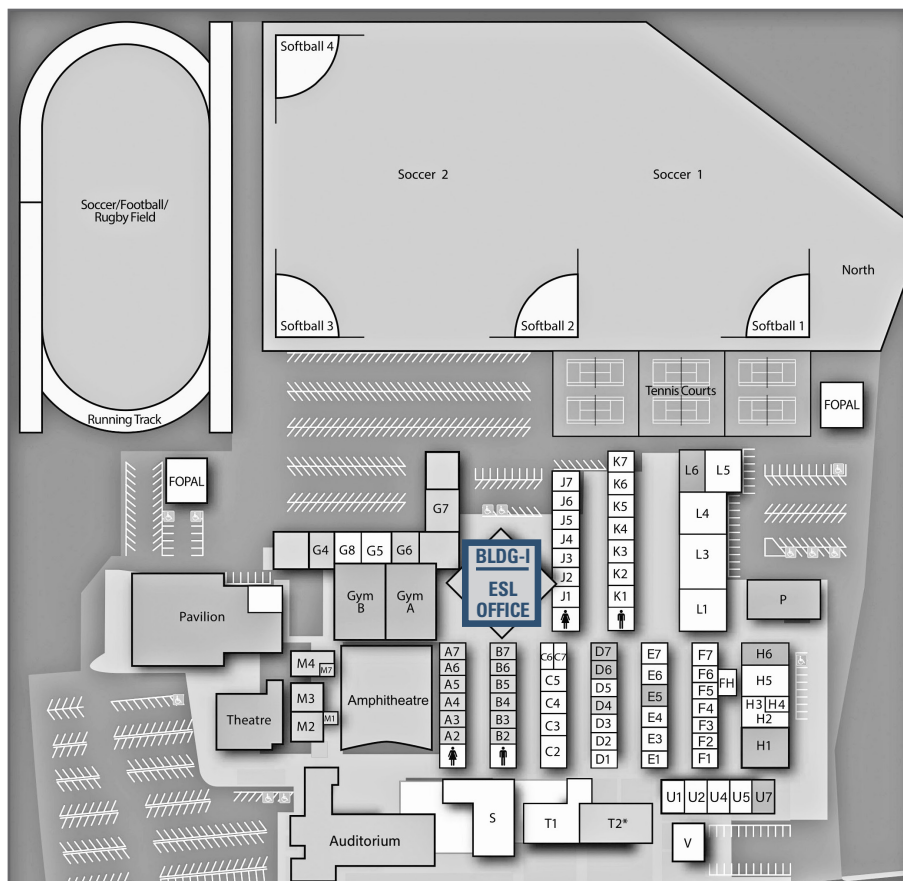 Softball 4
Soccer 2
Soccer 1
Soccer/Football/
Rugby Field
North
Softball 3
Softball 2
Softball 1
Running Track
Tennis Courts
FOPAL
FOPAL
K7
K6
K5
K4
K3
K2
K1
J7
J6
J5
J4
J3
J2
J1
L6
L5
L4
L3
L1
G7
G4
G8
G5
G6
Gym
B
Gym
A
BLDG-I
ESL
OFFICE
P
Pavilion
M4
M7
M3
M2
M1
Theatre
Amphitheatre
A7
A6
A5
A4
A3
A2
B7
B6
B5
B4
B3
B2
C6
C7
C5
C4
C3
C2
D7
D6
D5
D4
D3
D2
D1
E7
E6
E5
E4
E3
E1
F7
F6
F5
F4
F3
F2
F1
FH
H6
H5
H3
H4
H2
H1
U1
U2
U4
U5
U7
S
T1
T2*
V
Auditorium